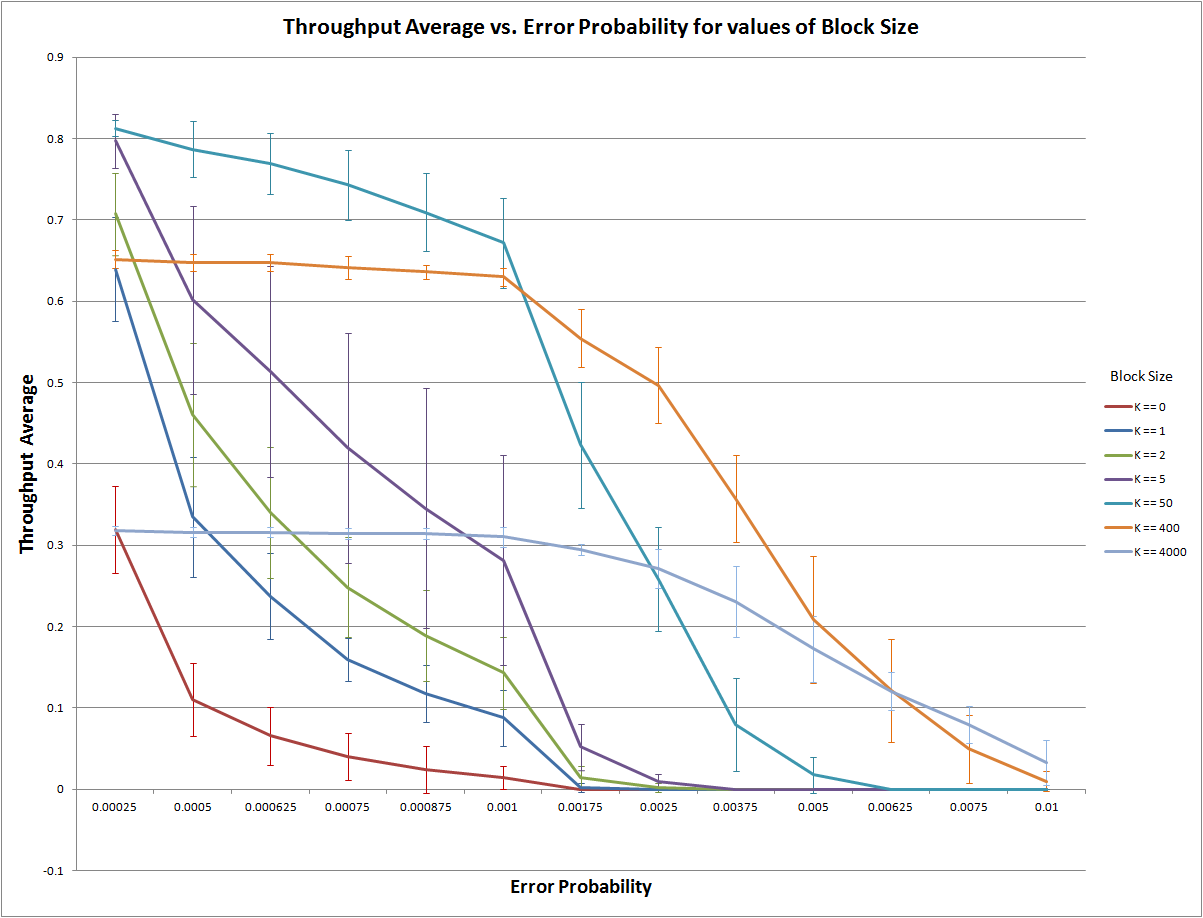 Throughput Average vs. Error Probability for values of Block Size
0.9
0.8
0.7
0.6
0.5
0.4
0.3
0.2
0.1
0
-0.1
Throughput Average
0.00025 0.0005 0.000625 0.00075 0.000875 0.001 0.00175 0.0025 0.00375 0.005 0.00625 0.0075 0.01
Error Probability
Block Size
K == 0
K == 1
K == 2
K == 5
K == 50
K == 400
K == 4000